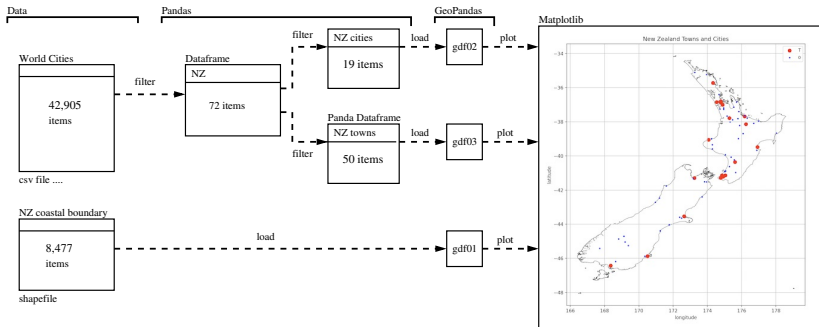 Data
Pandas
GeoPandas
Matplotlib
World Cities
42,905
items
csv file ....
filter
Dataframe
NZ
72 items
filter
filter
NZ cities
19 items
Panda Dataframe
NZ towns
50 items
load
gdf02
plot
load
gdf03
plot
NZ coastal boundary
8,477
items
shapefile
load
gdf01
plot
New Zealand Towns and Cities
-34
-36
-38
-40
-42
-44
-46
-48
latitude
166 168 170 172 174 176 178
longitude